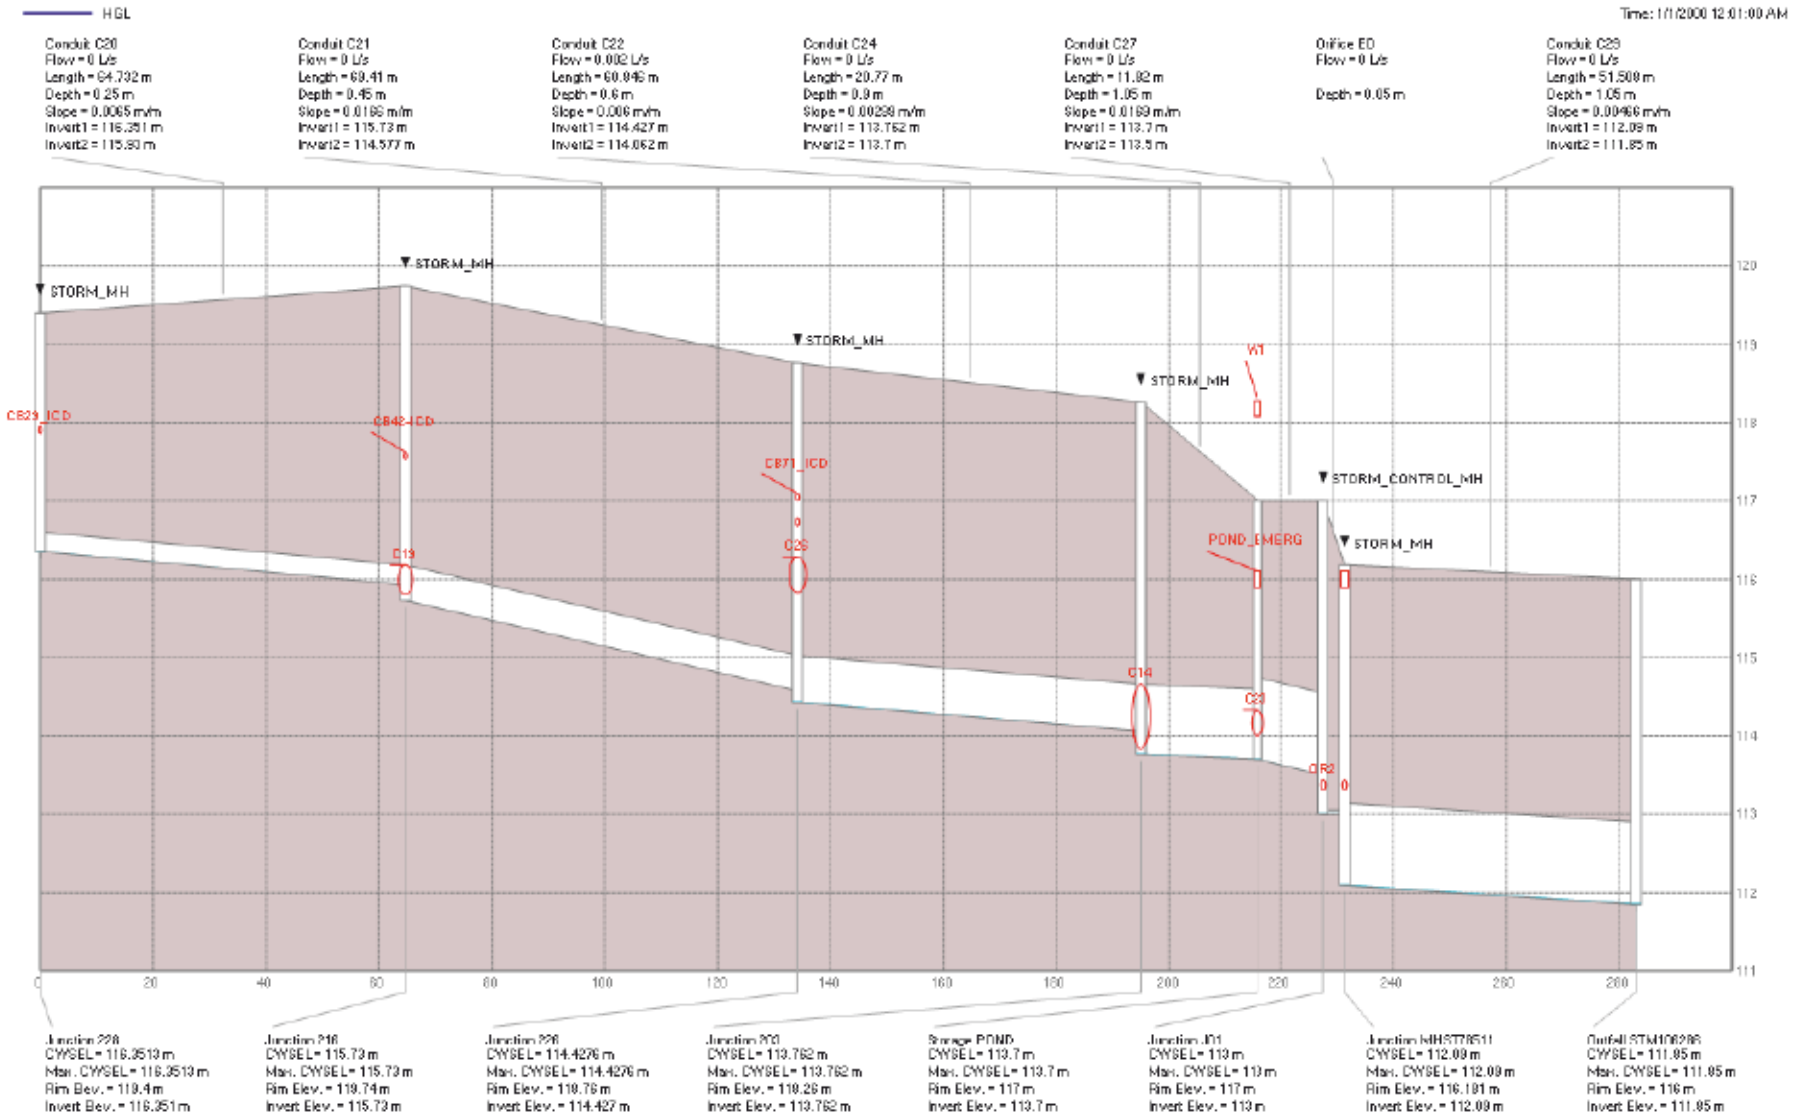 HGL
Time: 1/1/2000 12:01:00 AM
Conduit C20
Flow = 0 L/s
Length = 64.732 m
Depth = 0.25 m
Slope = 0.0065 m/m
Invert1 = 116.351 m
Invert2 = 115.93 m
Conduit C21
Flow = 0 L/s
Length = 69.41 m
Depth = 0.45 m
Slope = 0.0166 m/m
Invert1 = 115.73 m
Invert2 = 114.577 m
Conduit C22
Flow = 0.002 L/s
Length = 60.846 m
Depth = 0.6 m
Slope = 0.006 m/m
Invert1 = 114.427 m
Invert2 = 114.062 m
Conduit C24
Flow = 0 L/s
Length = 20.77 m
Depth = 0.9 m
Slope = 0.00299 m/m
Invert1 = 113.762 m
Invert2 = 113.7 m
Conduit C27
Flow = 0 L/s
Length = 11.82 m
Depth = 1.05 m
Slope = 0.0169 m/m
Invert1 = 113.7 m
Invert2 = 113.5 m
Orifice ED
Flow = 0 L/s
Depth = 0.05 m
Conduit C29
Flow = 0 L/s
Length = 51.508 m
Depth = 1.05 m
Slope = 0.00466 m/m
Invert1 = 112.09 m
Invert2 = 111.85 m
STORM_MH
STORM_MH
STORM_MH
STORM_MH
STORM_CONTROL_MH
STORM_MH
CB29_ICD
CB42-ICD
CB71_ICD
W1
POND_EMERG
C19
C26
C14
C23
OR2
120
119
118
117
116
115
114
113
112
111
0 20 40 60 80 100 120 140 160 180 200 220 240 260 280
Junction 228
CWSEL = 116.3513 m
Max. CWSEL = 116.3513 m
Rim Elev. = 119.4 m
Invert Elev. = 116.351 m
Junction 216
CWSEL = 115.73 m
Max. CWSEL = 115.73 m
Rim Elev. = 119.74 m
Invert Elev. = 115.73 m
Junction 226
CWSEL = 114.4276 m
Max. CWSEL = 114.4276 m
Rim Elev. = 118.76 m
Invert Elev. = 114.427 m
Junction 203
CWSEL = 113.762 m
Max. CWSEL = 113.762 m
Rim Elev. = 118.26 m
Invert Elev. = 113.762 m
Storage POND
CWSEL = 113.7 m
Max. CWSEL = 113.7 m
Rim Elev. = 117 m
Invert Elev. = 113.7 m
Junction J01
CWSEL = 113 m
Max. CWSEL = 113 m
Rim Elev. = 117 m
Invert Elev. = 113 m
Junction MHST78511
CWSEL = 112.09 m
Max. CWSEL = 112.09 m
Rim Elev. = 116.181 m
Invert Elev. = 112.09 m
Outfall STM106286
CWSEL = 111.85 m
Max. CWSEL = 111.85 m
Rim Elev. = 116 m
Invert Elev. = 111.85 m